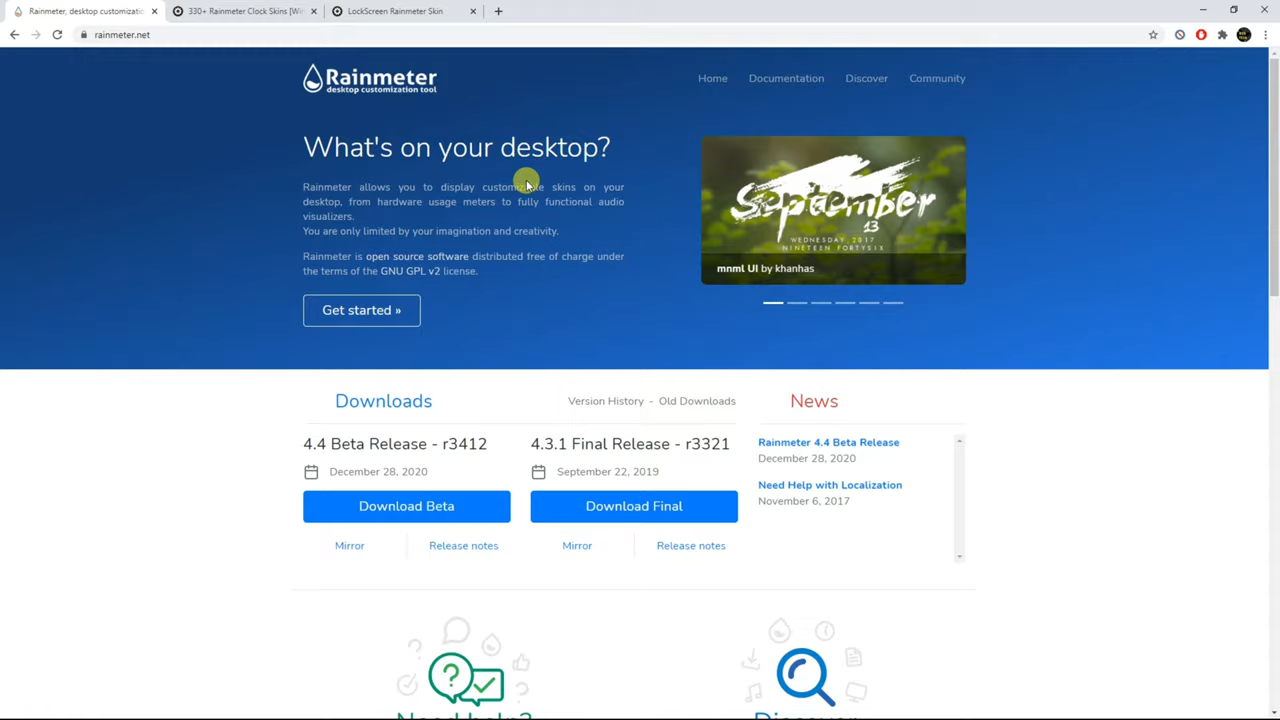 Rainmeter, desktop customizatio
330+ Rainmeter Clock Skins [Win
LockScreen Rainmeter Skin
rainmeter.net
Rainmeter
desktop customization tool
Home
Documentation
Discover
Community
What's on your desktop?
Rainmeter allows you to display customizable skins on your
desktop, from hardware usage meters to fully functional audio
visualizers.
You are only limited by your imagination and creativity.
Rainmeter is open source software distributed free of charge under
the terms of the GNU GPL v2 license.
Get started »
September
13
WEDNESDAY, 2017
NINETEEN FORTYSIX
mnml UI by khanhas
Downloads
Version History - Old Downloads
News
4.4 Beta Release - r3412
December 28, 2020
Download Beta
Mirror
Release notes
4.3.1 Final Release - r3321
September 22, 2019
Download Final
Mirror
Release notes
Rainmeter 4.4 Beta Release
December 28, 2020
Need Help with Localization
November 6, 2017
Need help?
Discover